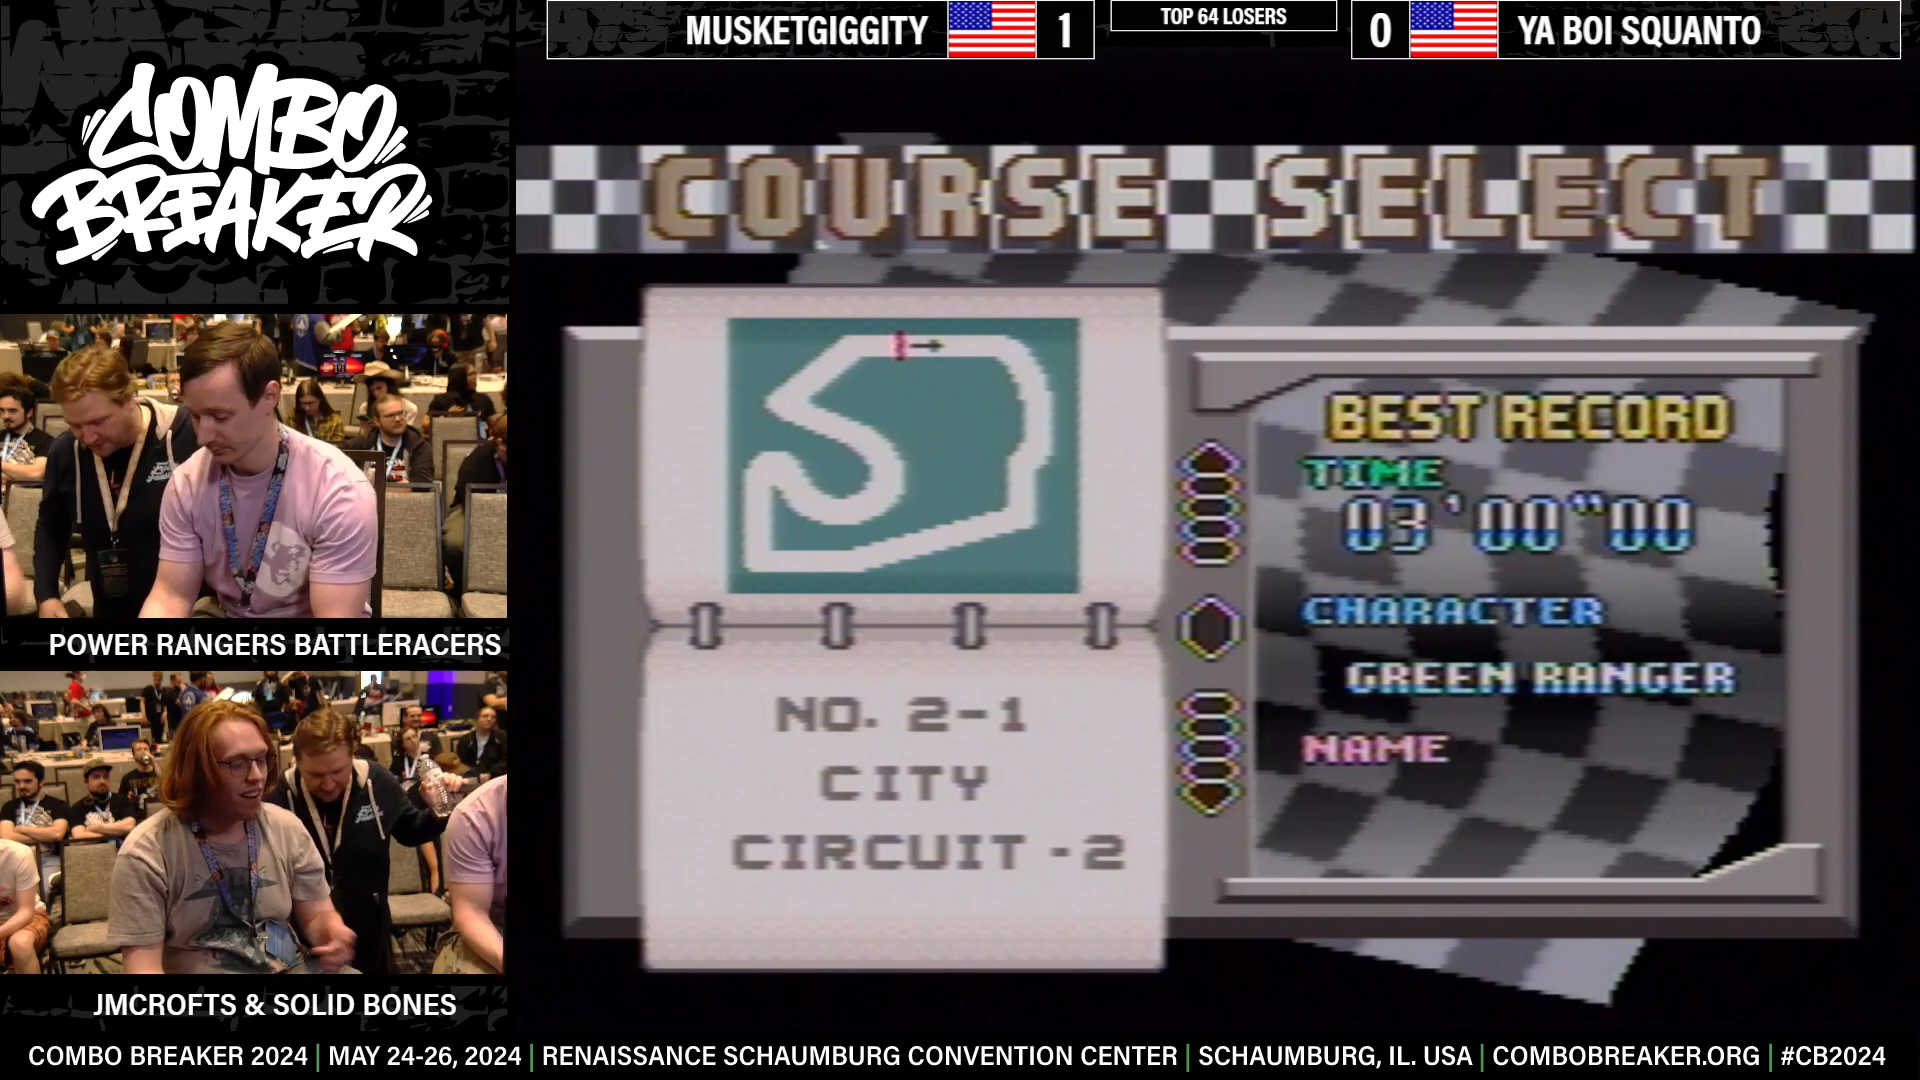 MUSKETGIGGITY 1 TOP 64 LOSERS 0 YA BOI SQUANTO
COMBO
BREAKER
COURSE SELECT
BEST RECORD
TIME
03'00"00
CHARACTER
GREEN RANGER
NAME
NO. 2-1
CITY
CIRCUIT -2
POWER RANGERS BATTLERACERS
JMCROFTS & SOLID BONES
COMBO BREAKER 2024 | MAY 24-26, 2024 | RENAISSANCE SCHAUMBURG CONVENTION CENTER | SCHAUMBURG, IL. USA | COMBOBREAKER.ORG | #CB2024